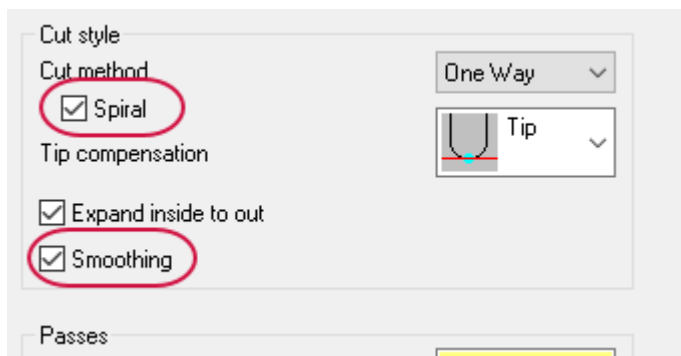 Cut style
Cut method
One Way
Spiral
Tip
Tip compensation
Expand inside to out
Smoothing
Passes